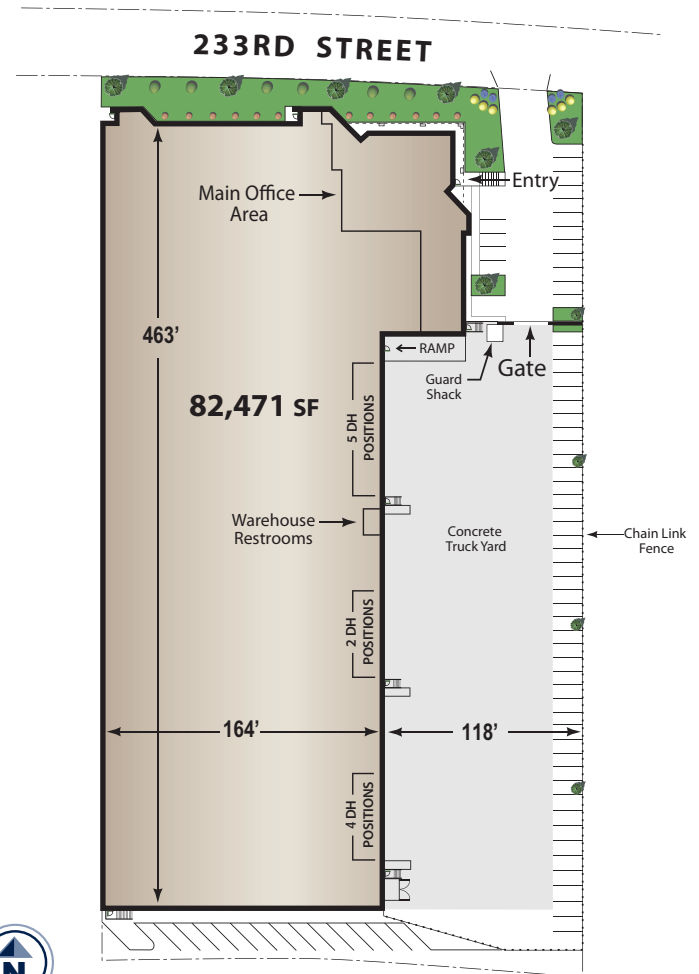 233RD STREET
Main Office
Area
Entry
463'
RAMP
Guard
Shack
Gate
82,471 SF
5 DH
POSITIONS
Warehouse
Restrooms
Concrete
Truck Yard
Chain Link
Fence
2 DH
POSITIONS
164'
118'
4 DH
POSITIONS
N